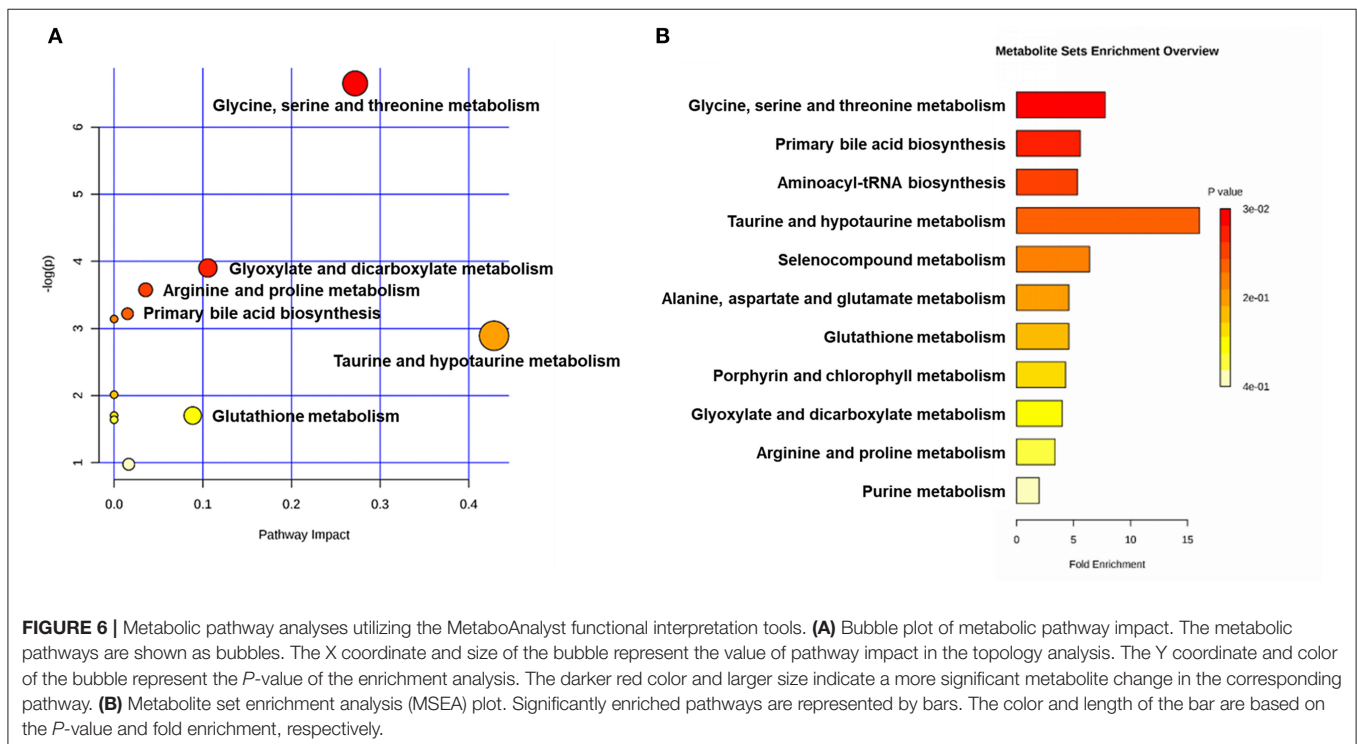 A
-log(p)
6
5
4
3
2
1
Glycine, serine and threonine metabolism
Glyoxylate and dicarboxylate metabolism
Arginine and proline metabolism
Primary bile acid biosynthesis
Taurine and hypotaurine metabolism
Glutathione metabolism
0.0 0.1 0.2 0.3 0.4
Pathway Impact
B
Metabolite Sets Enrichment Overview
Glycine, serine and threonine metabolism
Primary bile acid biosynthesis
Aminoacyl-tRNA biosynthesis
Taurine and hypotaurine metabolism
Selenocompound metabolism
Alanine, aspartate and glutamate metabolism
Glutathione metabolism
Porphyrin and chlorophyll metabolism
Glyoxylate and dicarboxylate metabolism
Arginine and proline metabolism
Purine metabolism
0 5 10 15
Fold Enrichment
P value
3e-02
2e-01
4e-01
FIGURE 6 | Metabolic pathway analyses utilizing the MetaboAnalyst functional interpretation tools. (A) Bubble plot of metabolic pathway impact. The metabolic
pathways are shown as bubbles. The X coordinate and size of the bubble represent the value of pathway impact in the topology analysis. The Y coordinate and color
of the bubble represent the P-value of the enrichment analysis. The darker red color and larger size indicate a more significant metabolite change in the corresponding
pathway. (B) Metabolite set enrichment analysis (MSEA) plot. Significantly enriched pathways are represented by bars. The color and length of the bar are based on
the P-value and fold enrichment, respectively.